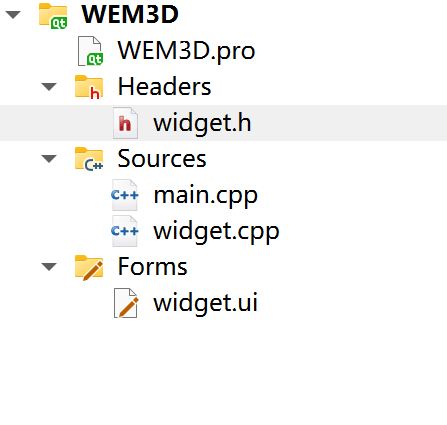 WEM3D
WEM3D.pro
Headers
widget.h
Sources
main.cpp
widget.cpp
Forms
widget.ui